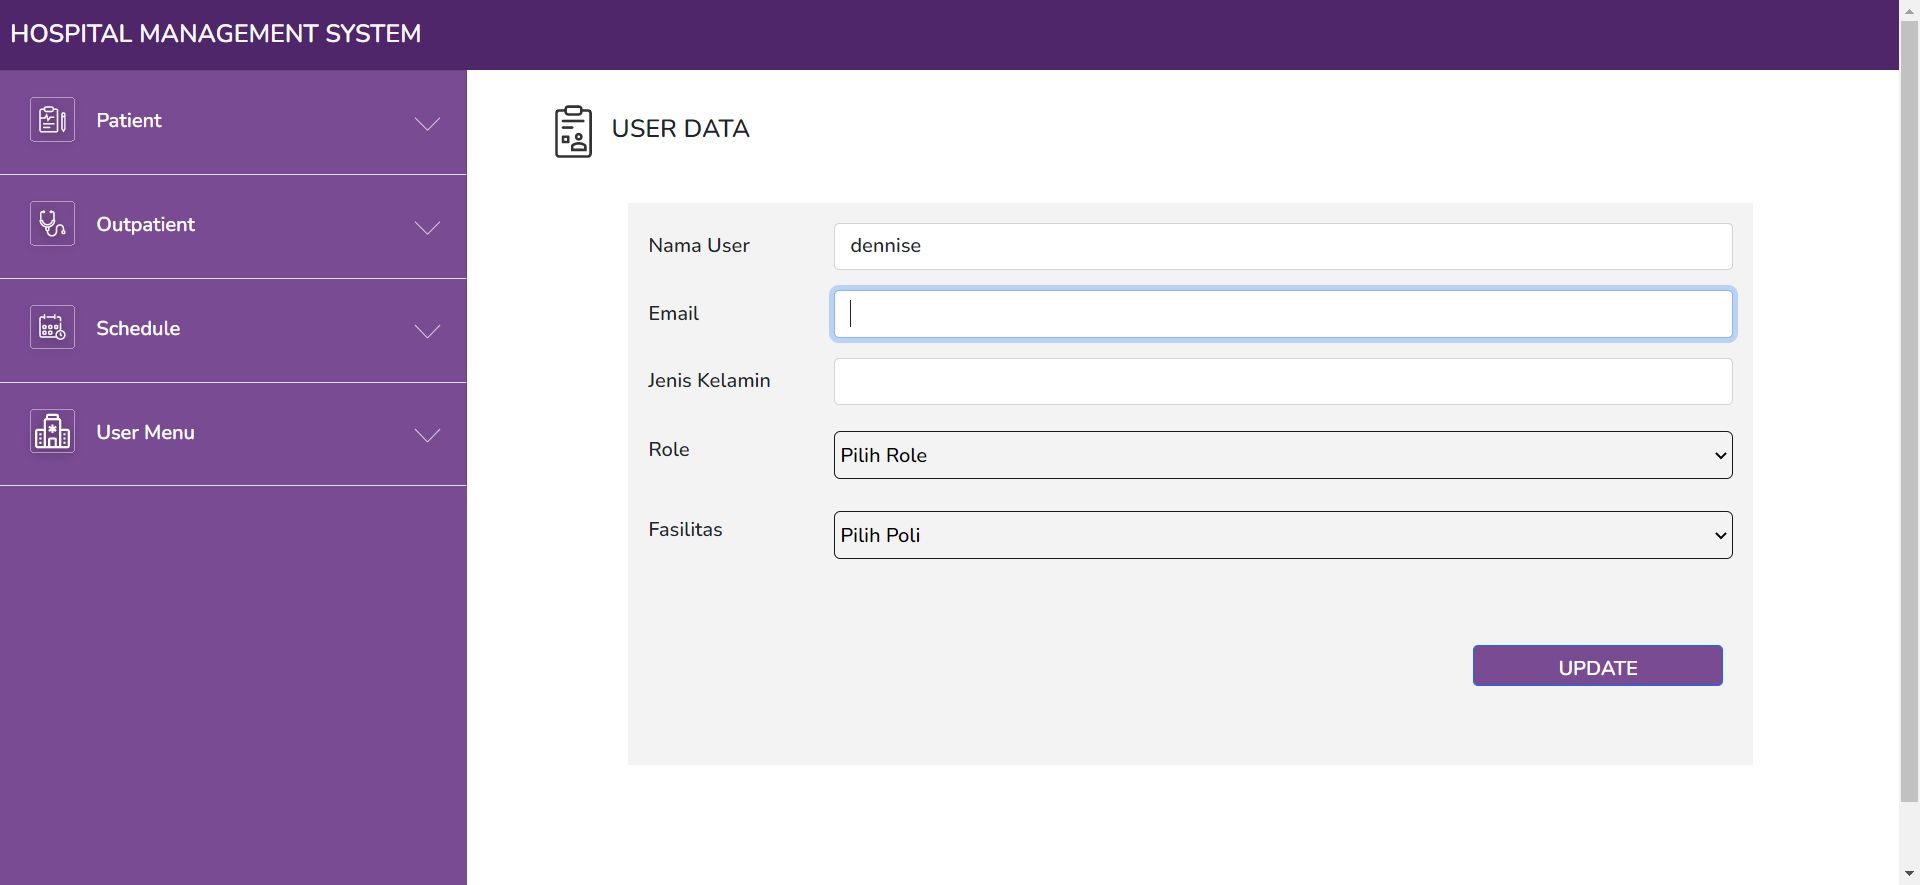 HOSPITAL MANAGEMENT SYSTEM
Patient
Outpatient
Schedule
User Menu
USER DATA
Nama User
dennise
Email
Jenis Kelamin
Role
Pilih Role
Fasilitas
Pilih Poli
UPDATE